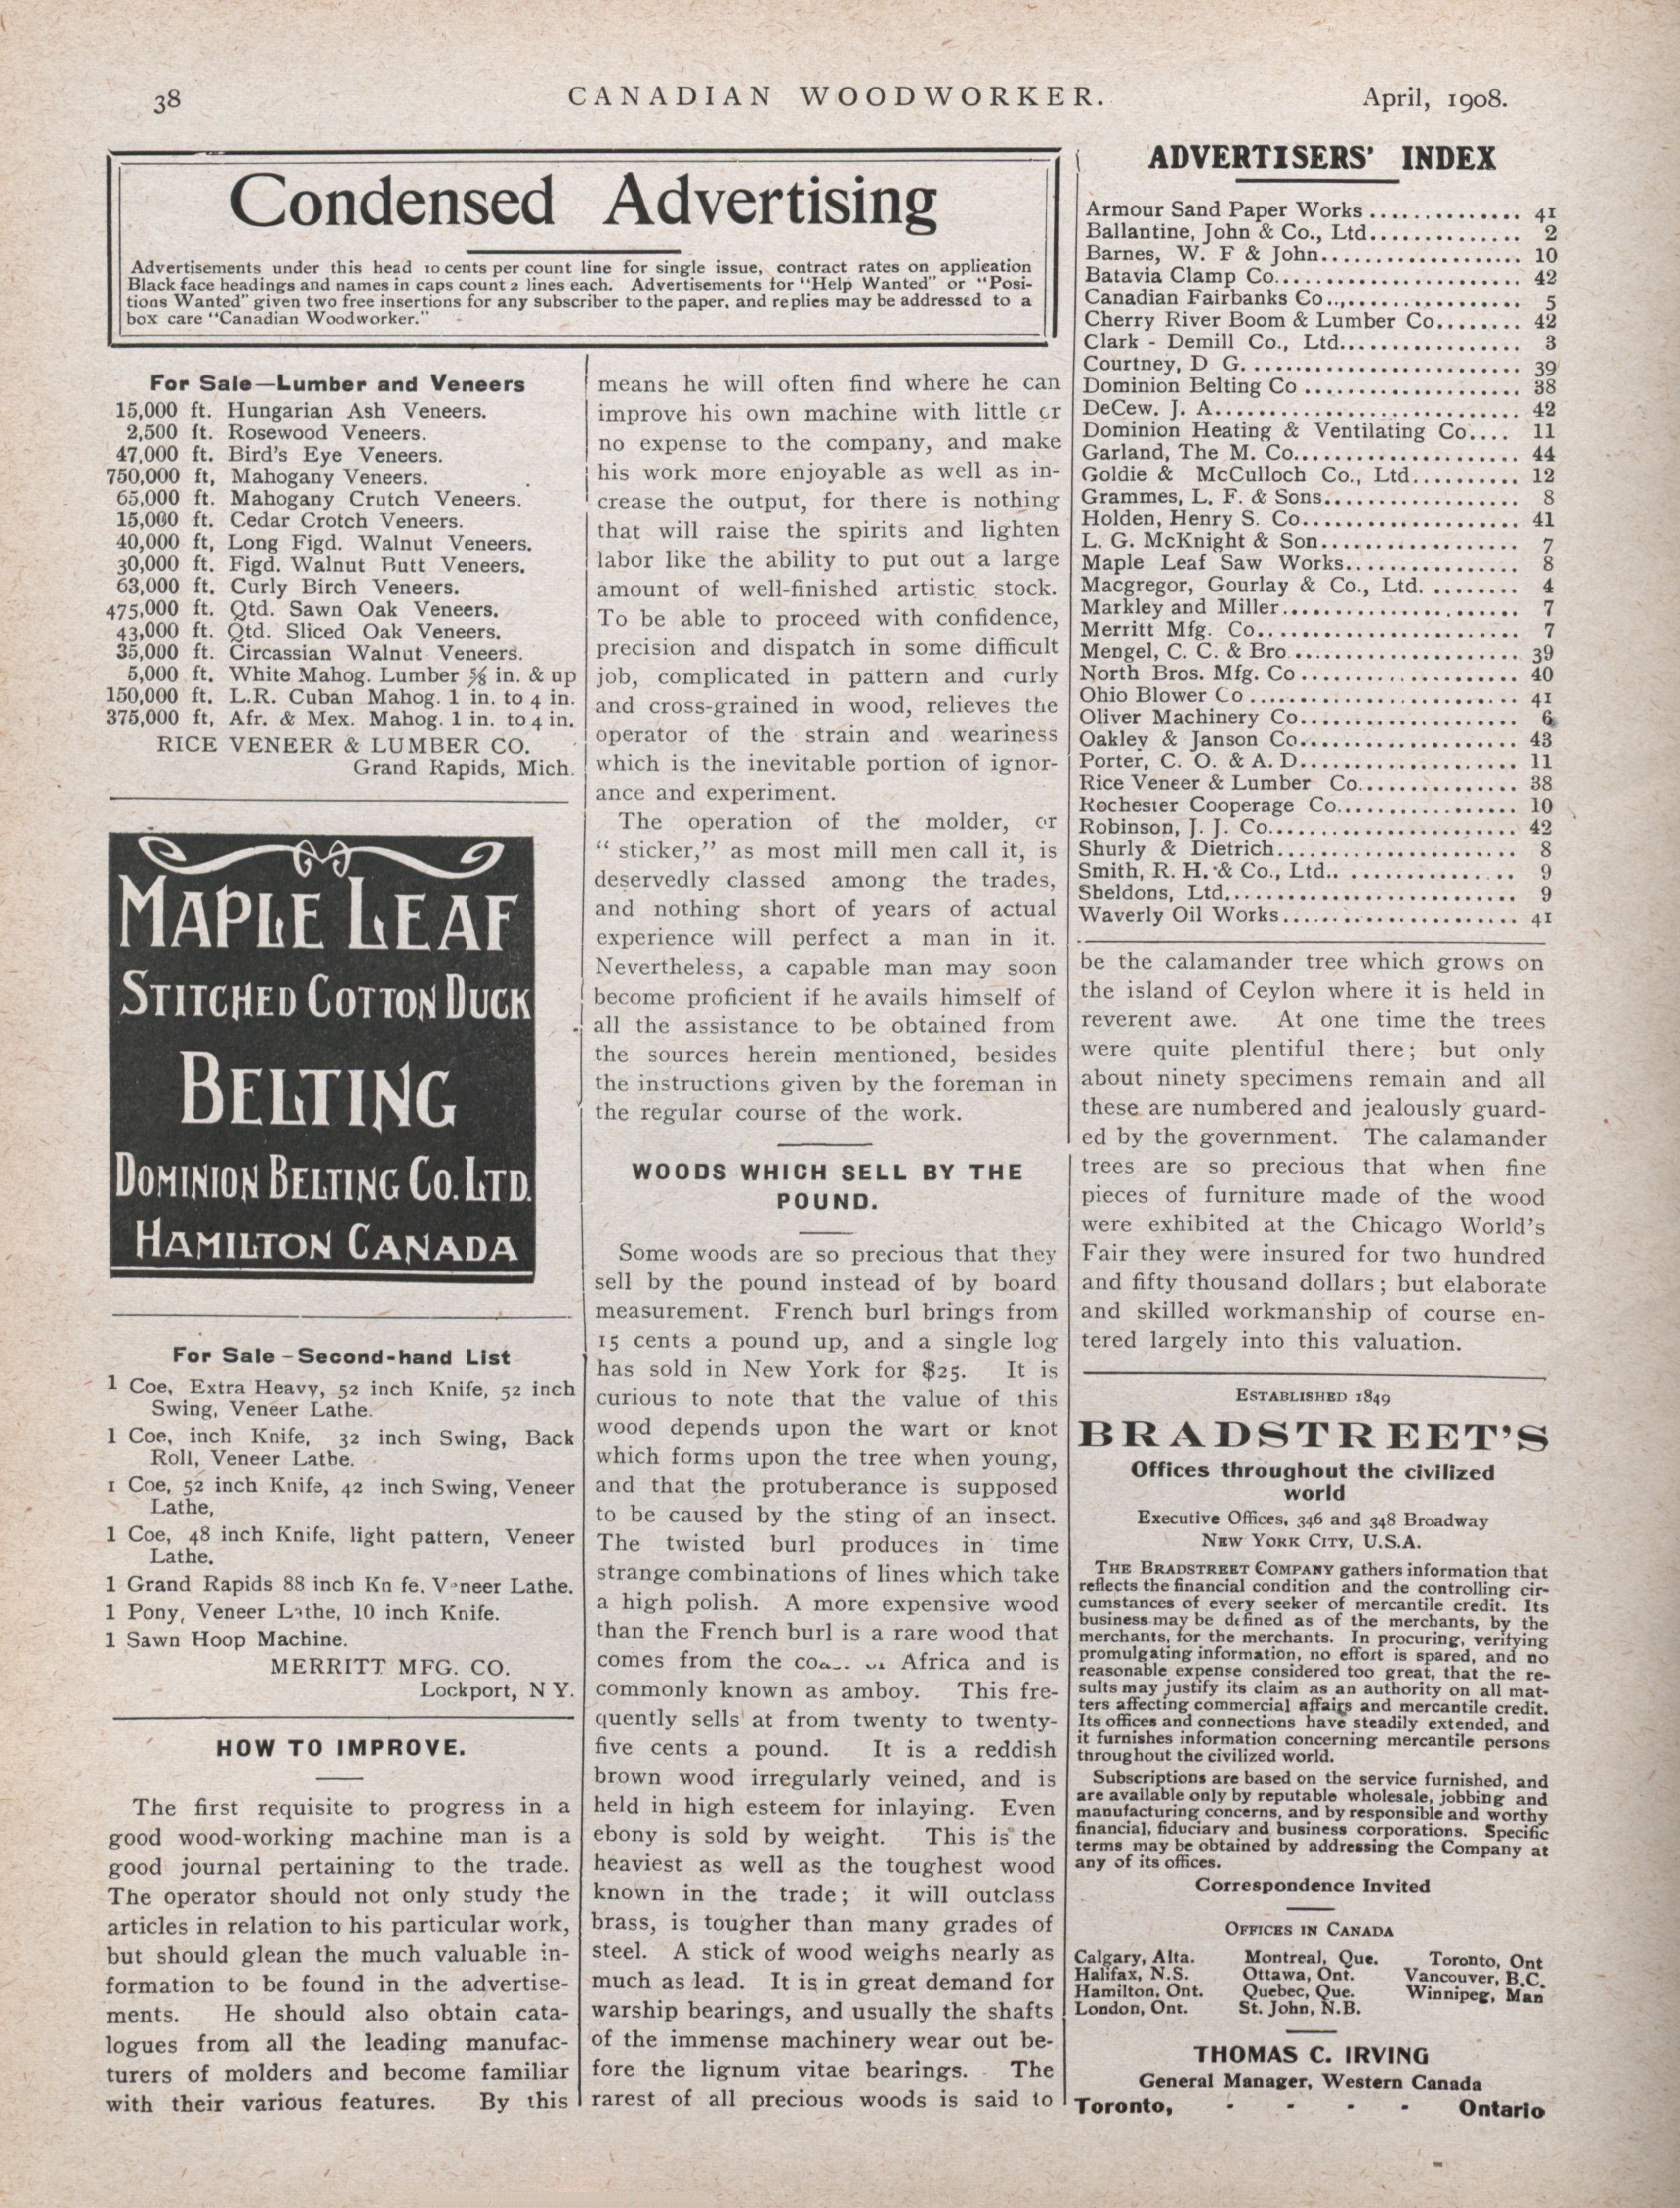 38
CANADIAN WOODWORKER.
April, 1908.
Condensed Advertising
Advertisements under this head 10 cents per count line for single issue, contract rates on application
Black face headings and names in caps count 2 lines each. Advertisements for "Help Wanted" or "Posi-
tions Wanted" given two free insertions for any subscriber to the paper, and replies may be addressed to a
box care "Canadian Woodworker."
For Sale—Lumber and Veneers
15,000 ft. Hungarian Ash Veneers.
2,500 ft. Rosewood Veneers.
47,000 ft. Bird's Eye Veneers.
750,000 ft, Mahogany Veneers.
65,000 ft. Mahogany Crutch Veneers.
15,000 ft. Cedar Crotch Veneers.
40,000 ft, Long Figd. Walnut Veneers.
30,000 ft. Figd. Walnut Butt Veneers.
63,000 ft. Curly Birch Veneers.
475,000 ft. Qtd. Sawn Oak Veneers.
43,000 ft. Qtd. Sliced Oak Veneers.
35,000 ft. Circassian Walnut Veneers.
5,000 ft. White Mahog. Lumber ⅝ in. & up
150,000 ft. L.R. Cuban Mahog. 1 in. to 4 in.
375,000 ft, Afr. & Mex. Mahog. 1 in. to 4 in.
RICE VENEER & LUMBER CO.
Grand Rapids, Mich.
MAPLE LEAF
STITCHED COTTON DUCK
BELTING
DOMINION BELTING CO. LTD.
HAMILTON CANADA
For Sale—Second-hand List
1 Coe, Extra Heavy, 52 inch Knife, 52 inch
Swing, Veneer Lathe.
1 Coe, inch Knife, 32 inch Swing, Back
Roll, Veneer Lathe.
1 Coe, 52 inch Knife, 42 inch Swing, Veneer
Lathe,
1 Coe, 48 inch Knife, light pattern, Veneer
Lathe.
1 Grand Rapids 88 inch Kn fe. Veneer Lathe.
1 Pony, Veneer Lathe, 10 inch Knife.
1 Sawn Hoop Machine.
MERRITT MFG. CO.
Lockport, N Y.
HOW TO IMPROVE.
The first requisite to progress in a
good wood-working machine man is a
good journal pertaining to the trade.
The operator should not only study the
articles in relation to his particular work,
but should glean the much valuable in-
formation to be found in the advertise-
ments. He should also obtain cata-
logues from all the leading manufac-
turers of molders and become familiar
with their various features. By this
means he will often find where he can
improve his own machine with little or
no expense to the company, and make
his work more enjoyable as well as in-
crease the output, for there is nothing
that will raise the spirits and lighten
labor like the ability to put out a large
amount of well-finished artistic stock.
To be able to proceed with confidence,
precision and dispatch in some difficult
job, complicated in pattern and curly
and cross-grained in wood, relieves the
operator of the strain and weariness
which is the inevitable portion of ignor-
ance and experiment.
The operation of the molder, or
" sticker," as most mill men call it, is
deservedly classed among the trades,
and nothing short of years of actual
experience will perfect a man in it.
Nevertheless, a capable man may soon
become proficient if he avails himself of
all the assistance to be obtained from
the sources herein mentioned, besides
the instructions given by the foreman in
the regular course of the work.
WOODS WHICH SELL BY THE
POUND.
Some woods are so precious that they
sell by the pound instead of by board
measurement. French burl brings from
15 cents a pound up, and a single log
has sold in New York for $25. It is
curious to note that the value of this
wood depends upon the wart or knot
which forms upon the tree when young,
and that the protuberance is supposed
to be caused by the sting of an insect.
The twisted burl produces in time
strange combinations of lines which take
a high polish. A more expensive wood
than the French burl is a rare wood that
comes from the Africa and is
commonly known as amboy. This fre-
quently sells at from twenty to twenty-
five cents a pound. It is a reddish
brown wood irregularly veined, and is
held in high esteem for inlaying. Even
ebony is sold by weight. This is the
heaviest as well as the toughest wood
known in the trade; it will outclass
brass, is tougher than many grades of
steel. A stick of wood weighs nearly as
much as lead. It is in great demand for
warship bearings, and usually the shafts
of the immense machinery wear out be-
fore the lignum vitae bearings. The
rarest of all precious woods is said to
ADVERTISERS' INDEX
Armour Sand Paper Works .............. 41
Ballantine, John & Co., Ltd.............. 2
Barnes, W. F & John................... 10
Batavia Clamp Co....................... 42
Canadian Fairbanks Co.................. 5
Cherry River Boom & Lumber Co........ 42
Clark - Demill Co., Ltd................. 3
Courtney, D G. ........................ 39
Dominion Belting Co ................... 38
DeCew. J. A............................ 42
Dominion Heating & Ventilating Co.... 11
Garland, The M. Co..................... 44
Goldie & McCulloch Co., Ltd.......... 12
Grammes, L. F. & Sons.................. 8
Holden, Henry S. Co.................... 41
L. G. McKnight & Son.................. 7
Maple Leaf Saw Works................ 8
Macgregor, Gourlay & Co., Ltd. ........ 4
Markley and Miller...................... 7
Merritt Mfg. Co......................... 7
Mengel, C. C. & Bro .................... 39
North Bros. Mfg. Co .................... 40
Ohio Blower Co ......................... 41
Oliver Machinery Co..................... 6
Oakley & Janson Co..................... 43
Porter, C. O. & A. D.................... 11
Rice Veneer & Lumber Co............... 38
Rochester Cooperage Co................. 10
Robinson, J. J. Co....................... 42
Shurly & Dietrich....................... 8
Smith, R. H. & Co., Ltd.. ............... 9
Sheldons, Ltd........................... 9
Waverly Oil Works...................... 41
be the calamander tree which grows on
the island of Ceylon where it is held in
reverent awe. At one time the trees
were quite plentiful there; but only
about ninety specimens remain and all
these are numbered and jealously guard-
ed by the government. The calamander
trees are so precious that when fine
pieces of furniture made of the wood
were exhibited at the Chicago World's
Fair they were insured for two hundred
and fifty thousand dollars; but elaborate
and skilled workmanship of course en-
tered largely into this valuation.
ESTABLISHED 1849
BRADSTREET'S
Offices throughout the civilized
world
Executive Offices, 346 and 348 Broadway
NEW YORK CITY, U.S.A.
THE BRADSTREET COMPANY gathers information that
reflects the financial condition and the controlling cir-
cumstances of every seeker of mercantile credit. Its
business may be defined as of the merchants, by the
merchants, for the merchants. In procuring, verifying
promulgating information, no effort is spared, and no
reasonable expense considered too great, that the re-
sults may justify its claim as an authority on all mat-
ters affecting commercial affairs and mercantile credit.
Its offices and connections have steadily extended, and
it furnishes information concerning mercantile persons
throughout the civilized world.
Subscriptions are based on the service furnished, and
are available only by reputable wholesale, jobbing and
manufacturing concerns, and by responsible and worthy
financial, fiduciary and business corporations. Specific
terms may be obtained by addressing the Company at
any of its offices.
Correspondence Invited
OFFICES IN CANADA
Calgary, Alta. Montreal, Que. Toronto, Ont
Halifax, N.S. Ottawa, Ont. Vancouver, B.C.
Hamilton, Ont. Quebec, Que. Winnipeg, Man
London, Ont. St. John, N.B.
THOMAS C. IRVING
General Manager, Western Canada
Toronto, - - - - Ontario